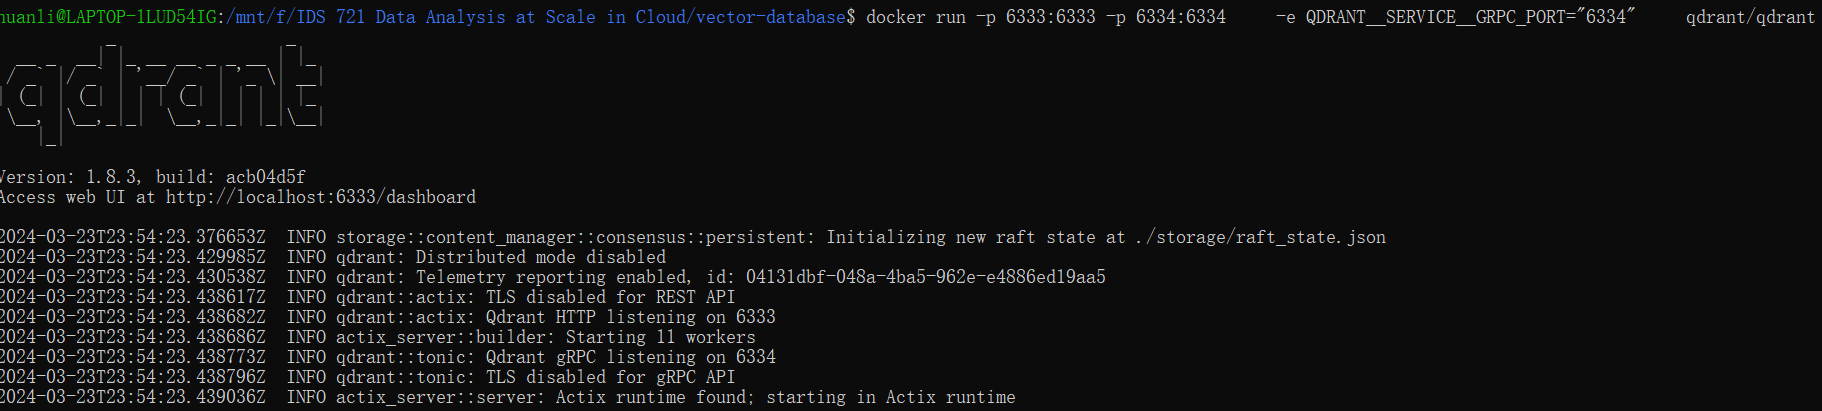 huanli@LAPTOP-1LUD54IG:/mnt/f/IDS 721 Data Analysis at Scale in Cloud/vector-database$ docker run -p 6333:6333 -p 6334:6334     -e QDRANT__SERVICE__GRPC_PORT="6334"     qdrant/qdrant
qdrant
Version: 1.8.3, build: acb04d5f
Access web UI at http://localhost:6333/dashboard
2024-03-23T23:54:23.376653Z  INFO storage::content_manager::consensus::persistent: Initializing new raft state at ./storage/raft_state.json
2024-03-23T23:54:23.429985Z  INFO qdrant: Distributed mode disabled
2024-03-23T23:54:23.430538Z  INFO qdrant: Telemetry reporting enabled, id: 04131dbf-048a-4ba5-962e-e4886ed19aa5
2024-03-23T23:54:23.438617Z  INFO qdrant::actix: TLS disabled for REST API
2024-03-23T23:54:23.438682Z  INFO qdrant::actix: Qdrant HTTP listening on 6333
2024-03-23T23:54:23.438686Z  INFO actix_server::builder: Starting 11 workers
2024-03-23T23:54:23.438773Z  INFO qdrant::tonic: Qdrant gRPC listening on 6334
2024-03-23T23:54:23.438796Z  INFO qdrant::tonic: TLS disabled for gRPC API
2024-03-23T23:54:23.439036Z  INFO actix_server::server: Actix runtime found; starting in Actix runtime